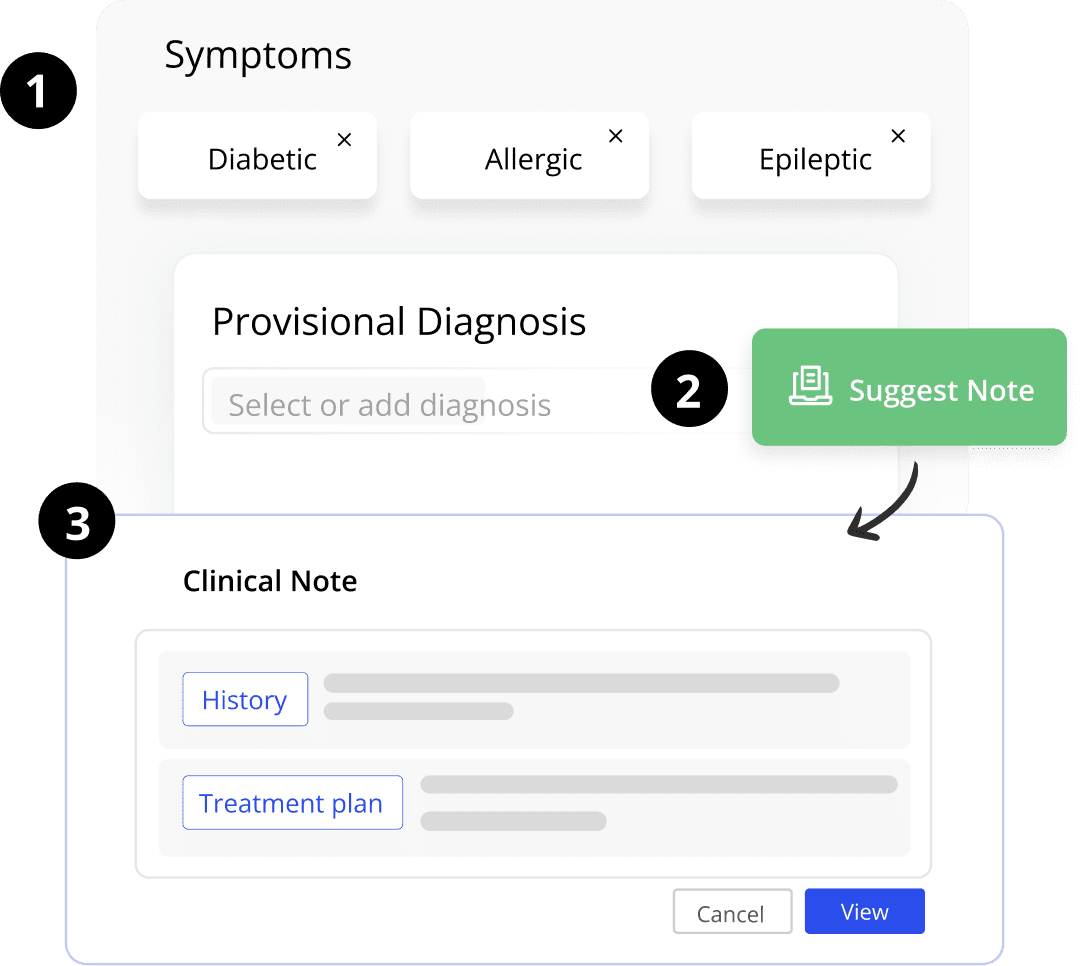 1
Symptoms
Diabetic
Allergic
Epileptic
Provisional Diagnosis
Select or add diagnosis
2
Suggest Note
3
Clinical Note
History
Treatment plan
Cancel
View